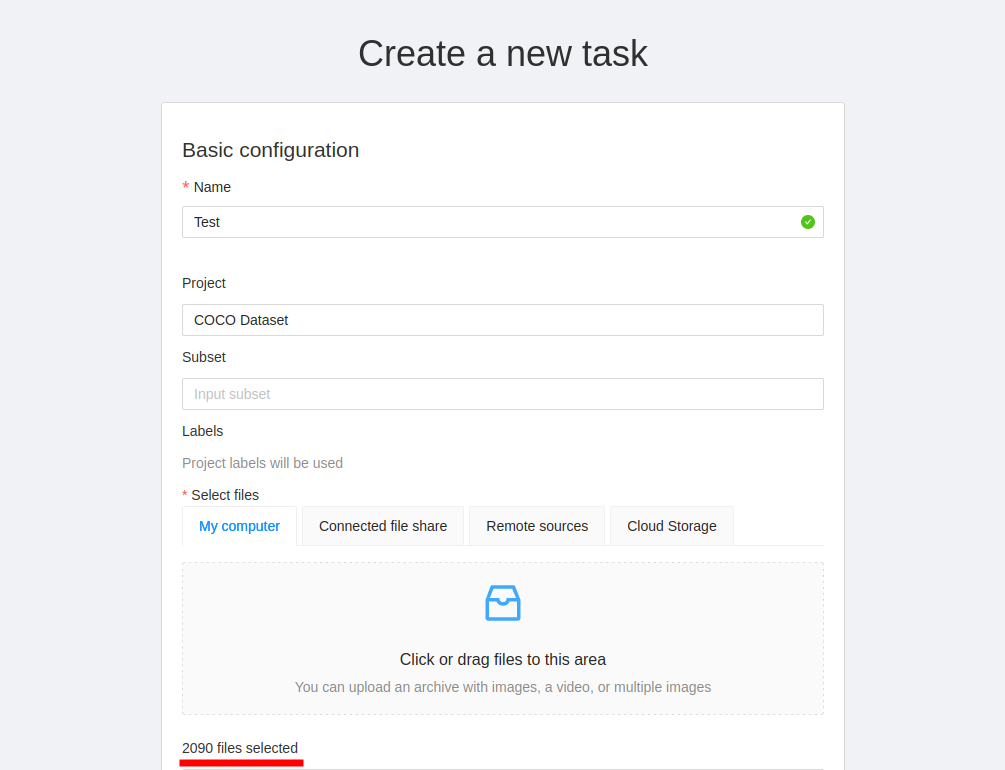 Create a new task
Basic configuration
* Name
Test
Project
COCO Dataset
Subset
Input subset
Labels
Project labels will be used
* Select files
My computer Connected file share Remote sources Cloud Storage
Click or drag files to this area
You can upload an archive with images, a video, or multiple images
2090 files selected